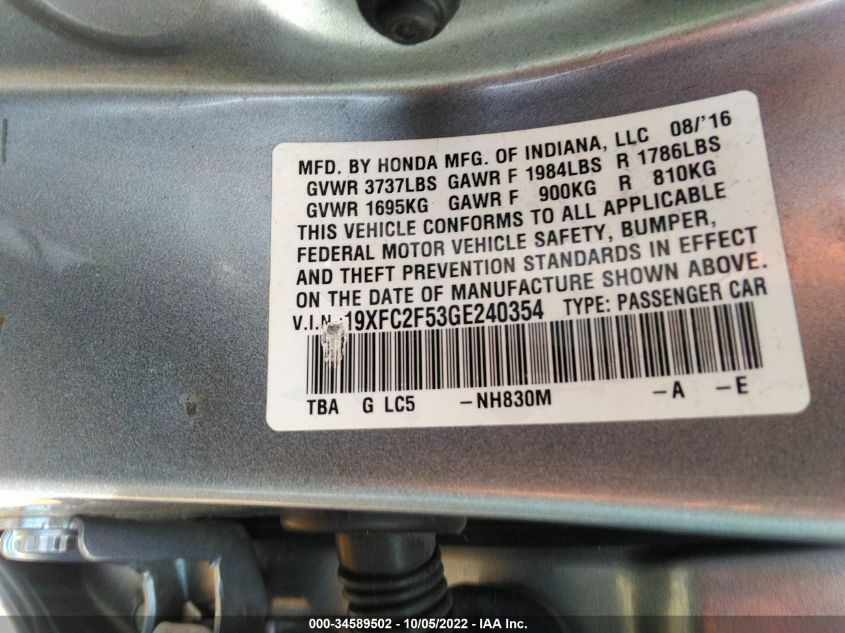 MFD. BY HONDA MFG. OF INDIANA, LLC 08/'16
GVWR 3737LBS GAWR F 1984LBS R 1786LBS
GVWR 1695KG GAWR F 900KG R 810KG
THIS VEHICLE CONFORMS TO ALL APPLICABLE
FEDERAL MOTOR VEHICLE SAFETY, BUMPER,
AND THEFT PREVENTION STANDARDS IN EFFECT
ON THE DATE OF MANUFACTURE SHOWN ABOVE.
V.I.N.:19XFC2F53GE240354 TYPE: PASSENGER CAR
TBA G LC5 -NH830M -A -E
000-34589502 - 10/05/2022 - IAA Inc.